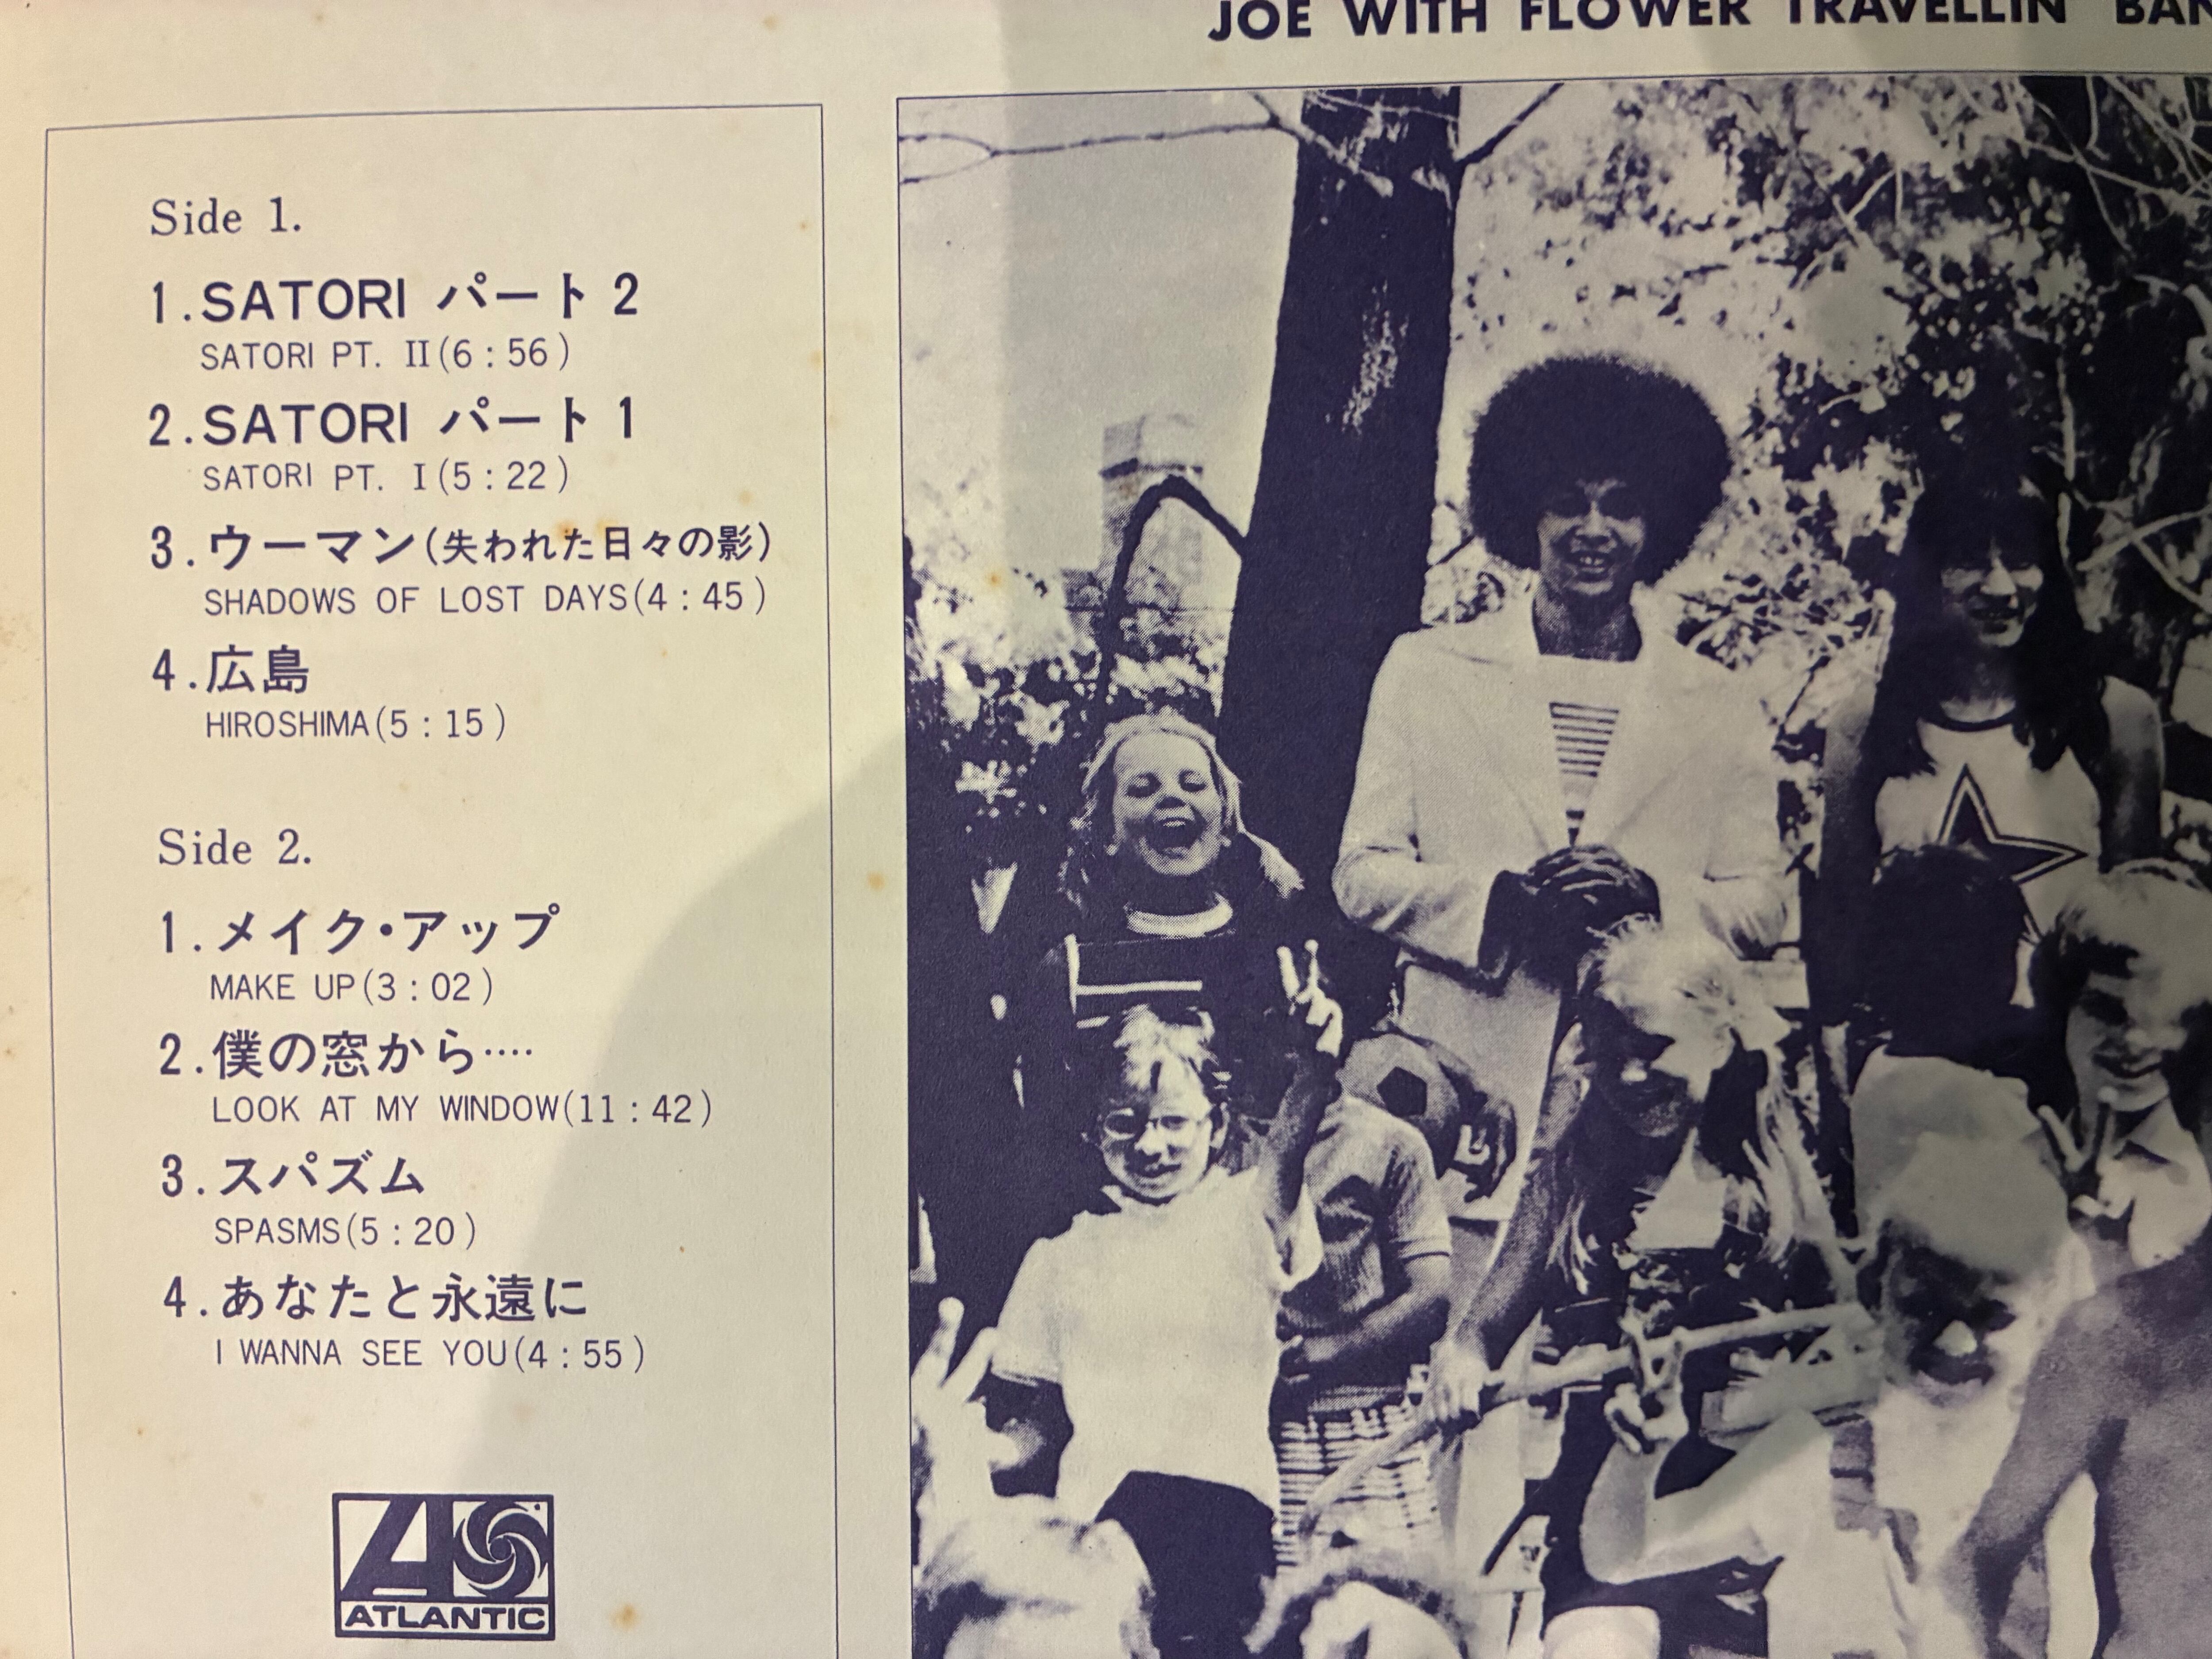 JOE WITH FLOWER TRAVELLIN'
Side 1.
1.SATORI パート2
SATORI PT. II(6:56)
2.SATORI パート1
SATORI PT. I(5:22)
3.ウーマン(失われた日々の影)
SHADOWS OF LOST DAYS(4:45)
4.広島
HIROSHIMA(5:15)
Side 2.
1.メイク・アップ
MAKE UP(3:02)
2.僕の窓から‥‥
LOOK AT MY WINDOW(11:42)
3.スパズム
SPASMS(5:20)
4.あなたと永遠に
I WANNA SEE YOU(4:55)
ATLANTIC